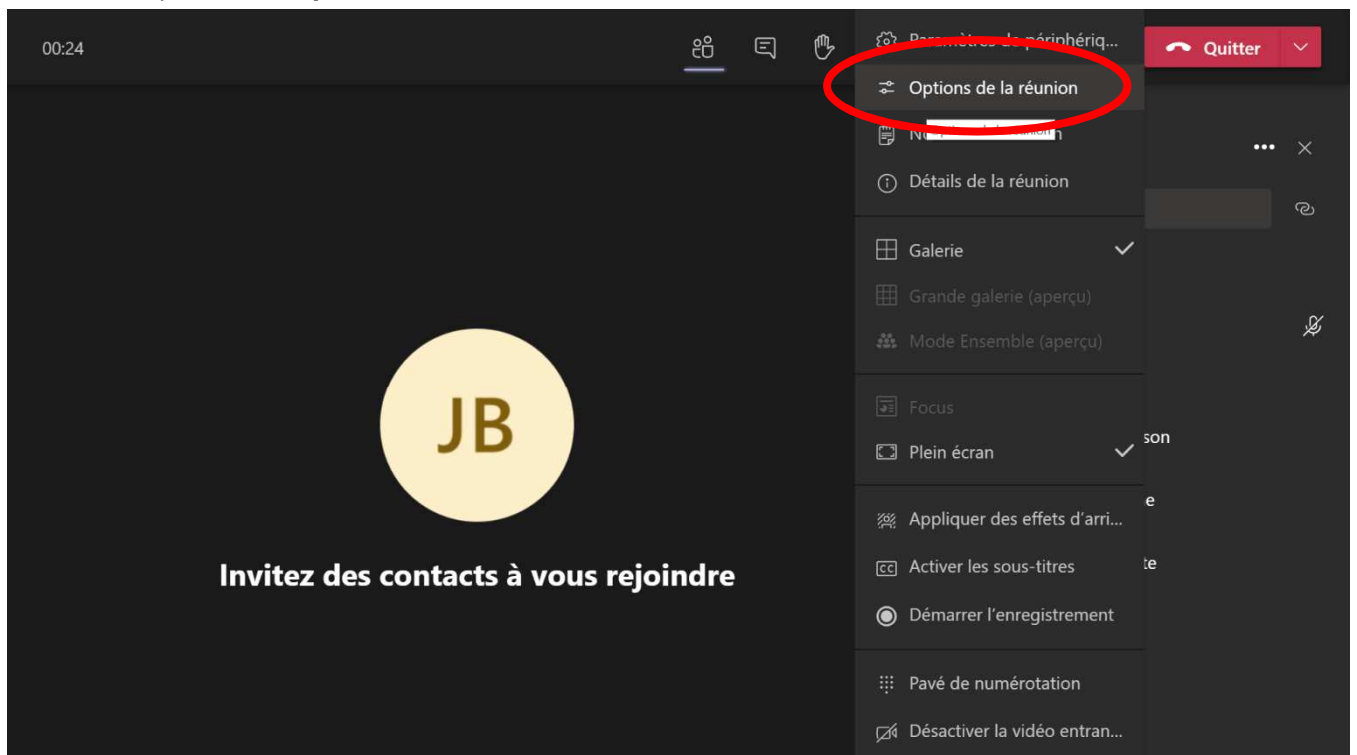 00:24
Quitter
Options de la réunion
Détails de la réunion
Galerie
Grande galerie (aperçu)
Mode Ensemble (aperçu)
Focus
Plein écran
son
e
Appliquer des effets d'arri...
Activer les sous-titres
te
Démarrer l'enregistrement
Pavé de numérotation
Désactiver la vidéo entran...
JB
Invitez des contacts à vous rejoindre